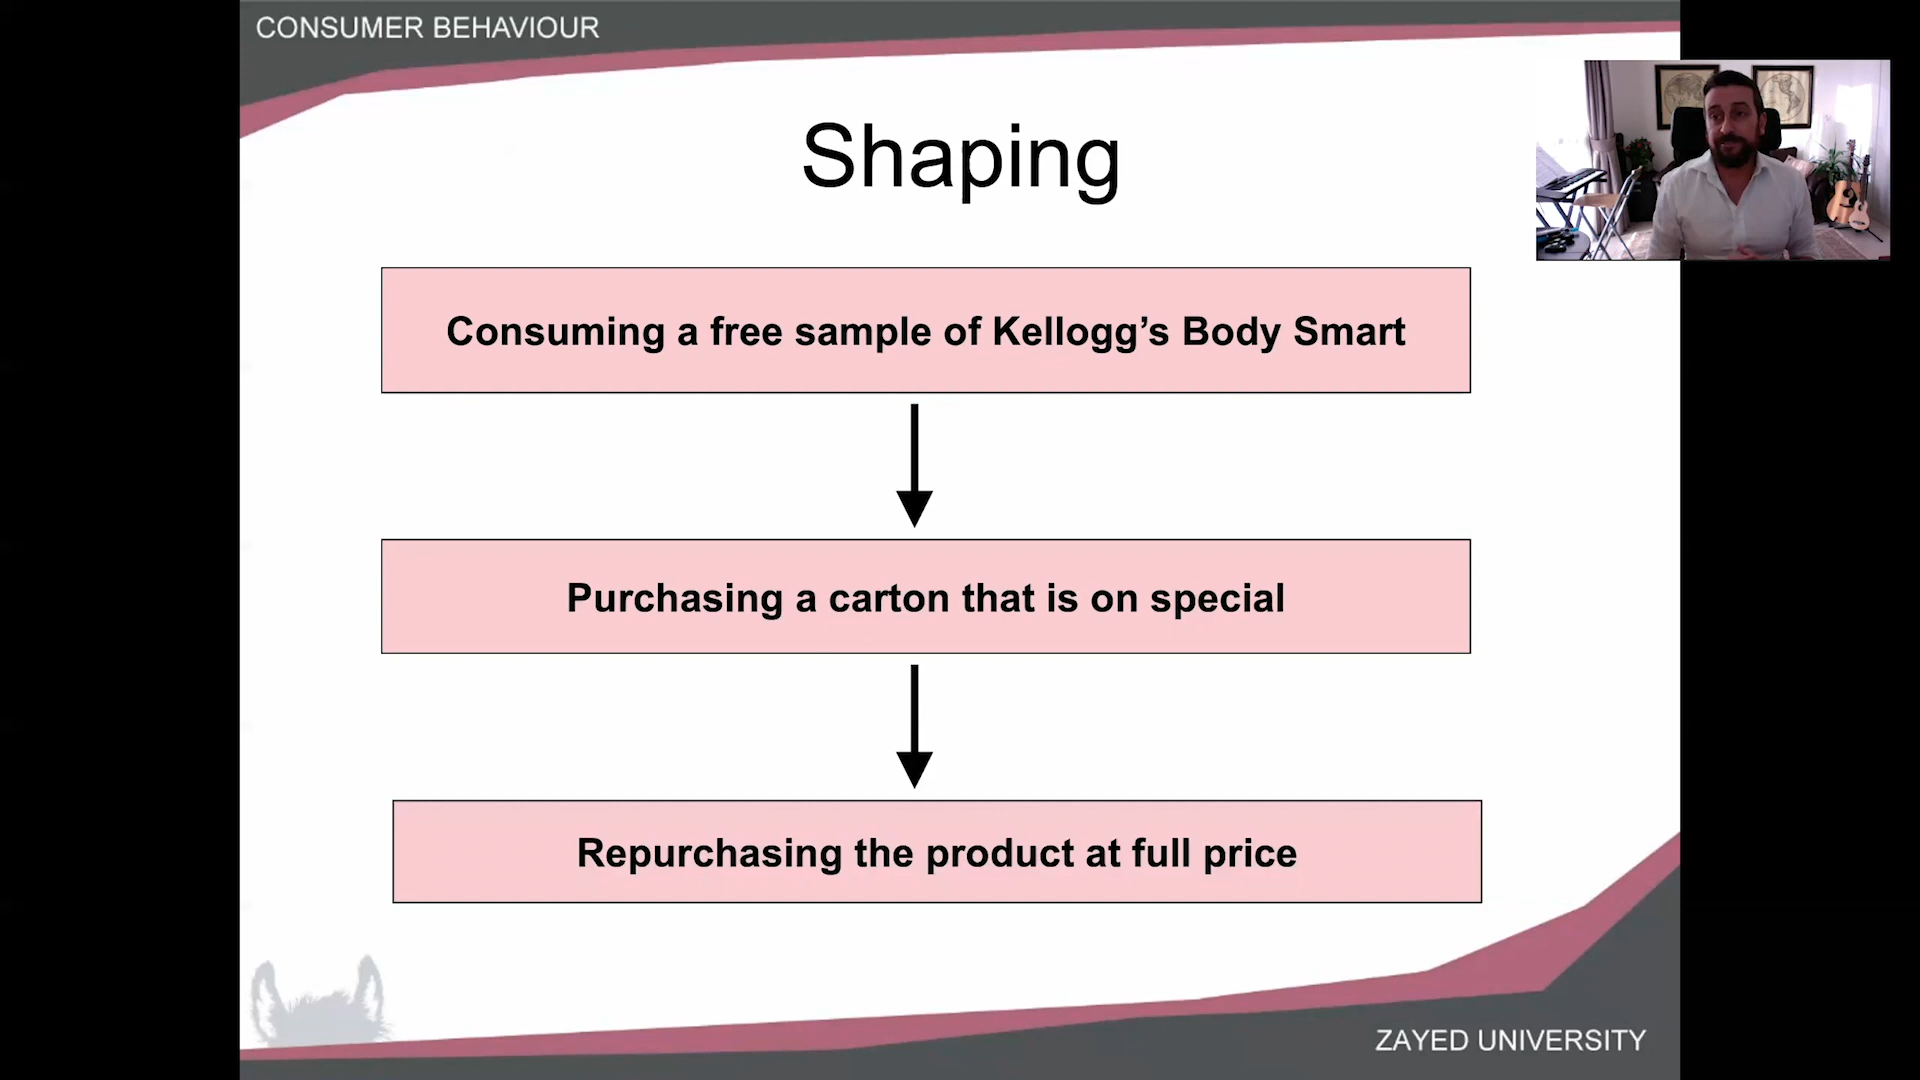 CONSUMER BEHAVIOUR
Shaping
Consuming a free sample of Kellogg’s Body Smart
Purchasing a carton that is on special
Repurchasing the product at full price
ZAYED UNIVERSITY